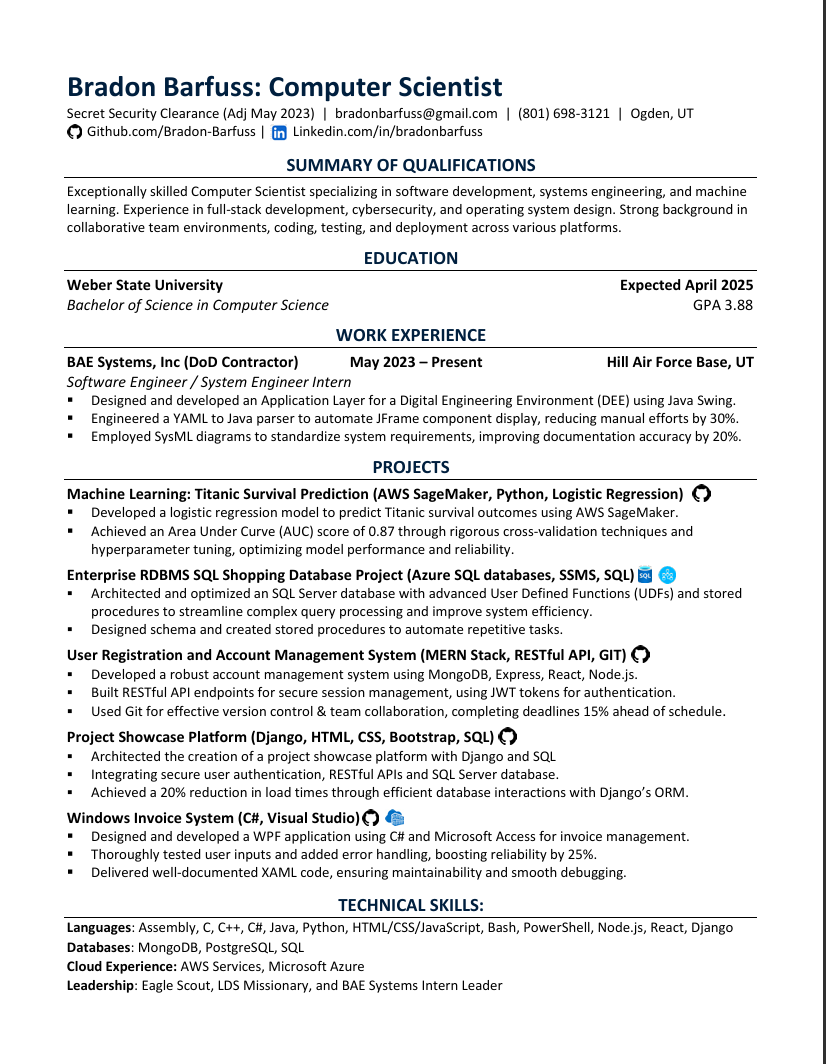 Bradon Barfuss: Computer Scientist
Secret Security Clearance (Adj May 2023) | bradonbarfuss@gmail.com | (801) 698-3121 | Ogden, UT
Github.com/Bradon-Barfuss | Linkedin.com/in/bradonbarfuss
SUMMARY OF QUALIFICATIONS
Exceptionally skilled Computer Scientist specializing in software development, systems engineering, and machine
learning. Experience in full-stack development, cybersecurity, and operating system design. Strong background in
collaborative team environments, coding, testing, and deployment across various platforms.
EDUCATION
Weber State University Expected April 2025
Bachelor of Science in Computer Science GPA 3.88
WORK EXPERIENCE
BAE Systems, Inc (DoD Contractor) May 2023 – Present Hill Air Force Base, UT
Software Engineer / System Engineer Intern
▪ Designed and developed an Application Layer for a Digital Engineering Environment (DEE) using Java Swing.
▪ Engineered a YAML to Java parser to automate JFrame component display, reducing manual efforts by 30%.
▪ Employed SysML diagrams to standardize system requirements, improving documentation accuracy by 20%.
PROJECTS
Machine Learning: Titanic Survival Prediction (AWS SageMaker, Python, Logistic Regression)
▪ Developed a logistic regression model to predict Titanic survival outcomes using AWS SageMaker.
▪ Achieved an Area Under Curve (AUC) score of 0.87 through rigorous cross-validation techniques and
hyperparameter tuning, optimizing model performance and reliability.
Enterprise RDBMS SQL Shopping Database Project (Azure SQL databases, SSMS, SQL) SQL
▪ Architected and optimized an SQL Server database with advanced User Defined Functions (UDFs) and stored
procedures to streamline complex query processing and improve system efficiency.
▪ Designed schema and created stored procedures to automate repetitive tasks.
User Registration and Account Management System (MERN Stack, RESTful API, GIT)
▪ Developed a robust account management system using MongoDB, Express, React, Node.js.
▪ Built RESTful API endpoints for secure session management, using JWT tokens for authentication.
▪ Used Git for effective version control & team collaboration, completing deadlines 15% ahead of schedule.
Project Showcase Platform (Django, HTML, CSS, Bootstrap, SQL)
▪ Architected the creation of a project showcase platform with Django and SQL
▪ Integrating secure user authentication, RESTful APIs and SQL Server database.
▪ Achieved a 20% reduction in load times through efficient database interactions with Django’s ORM.
Windows Invoice System (C#, Visual Studio)
▪ Designed and developed a WPF application using C# and Microsoft Access for invoice management.
▪ Thoroughly tested user inputs and added error handling, boosting reliability by 25%.
▪ Delivered well-documented XAML code, ensuring maintainability and smooth debugging.
TECHNICAL SKILLS:
Languages: Assembly, C, C++, C#, Java, Python, HTML/CSS/JavaScript, Bash, PowerShell, Node.js, React, Django
Databases: MongoDB, PostgreSQL, SQL
Cloud Experience: AWS Services, Microsoft Azure
Leadership: Eagle Scout, LDS Missionary, and BAE Systems Intern Leader